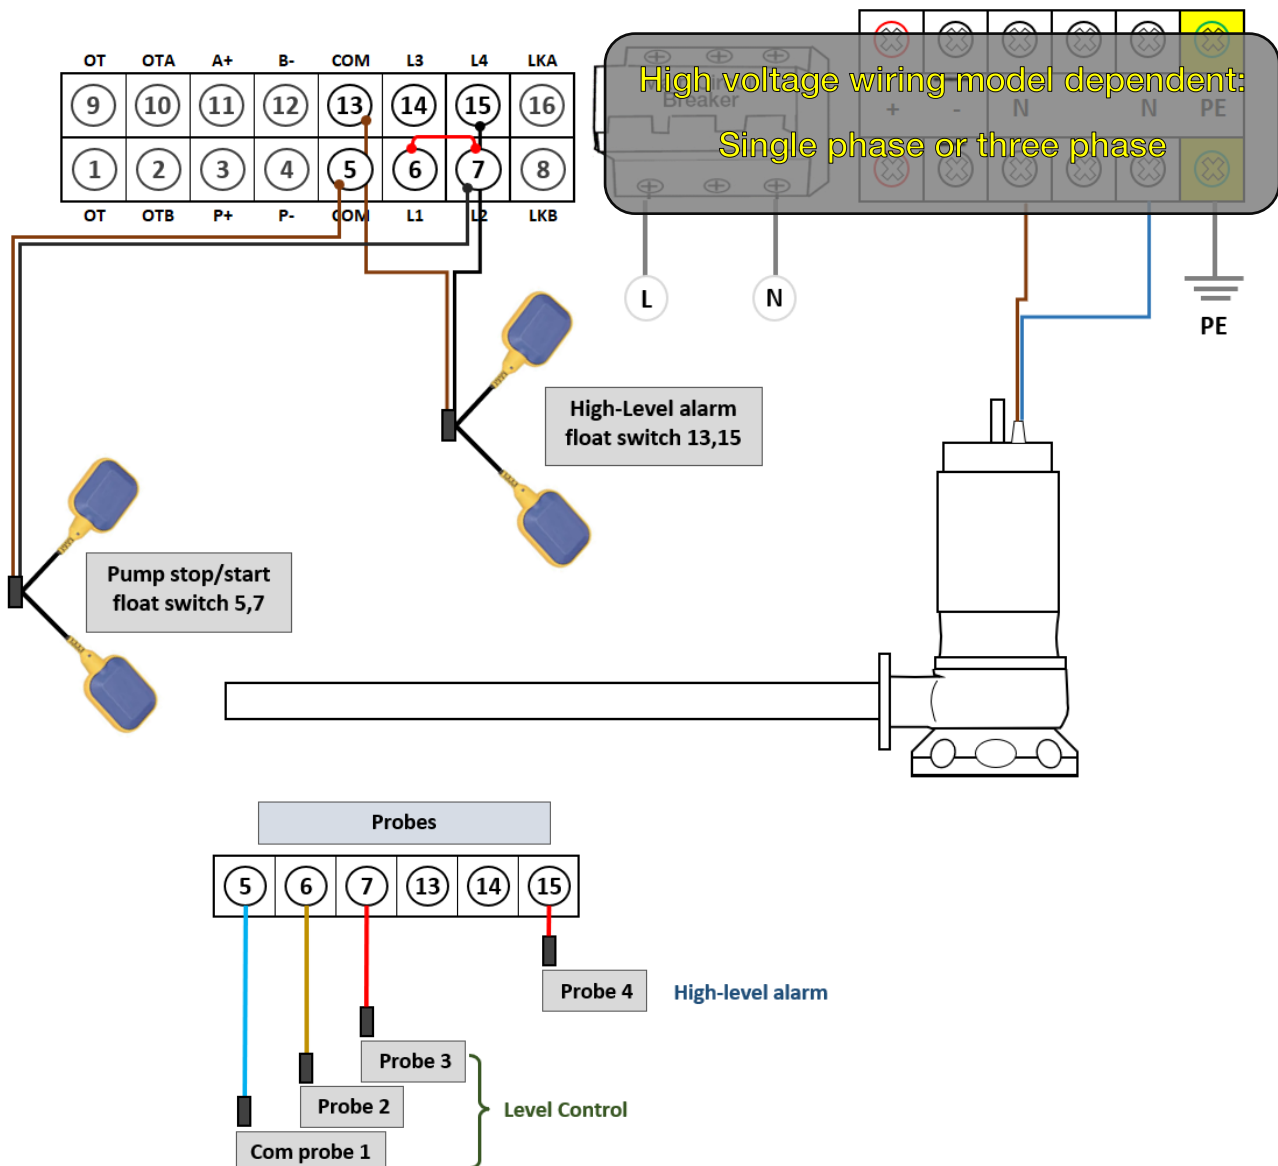 OT OTA A+ B- COM L3 L4 LKA
9 10 11 12 13 14 15 16
1 2 3 4 5 6 7 8
OT OTB P+ P- COM L1 L2 LKB
Breaker
High voltage wiring model dependent:
Single phase or three phase
+ - N N PE
L
N
PE
High-Level alarm
float switch 13,15
Pump stop/start
float switch 5,7
Probes
5 6 7 13 14 15
Probe 4
High-level alarm
Probe 3
Probe 2
Level Control
Com probe 1